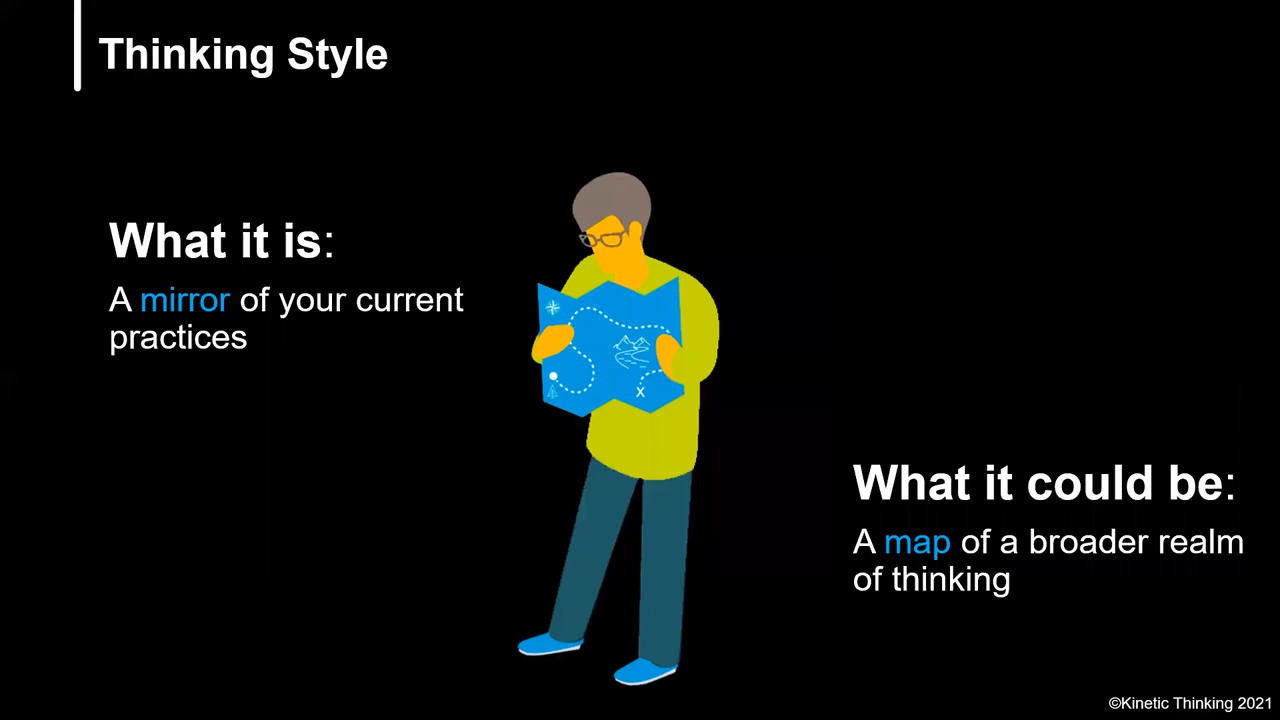 Thinking Style
What it is:
A mirror of your current
practices
X
What it could be:
A map of a broader realm
of thinking
©Kinetic Thinking 2021